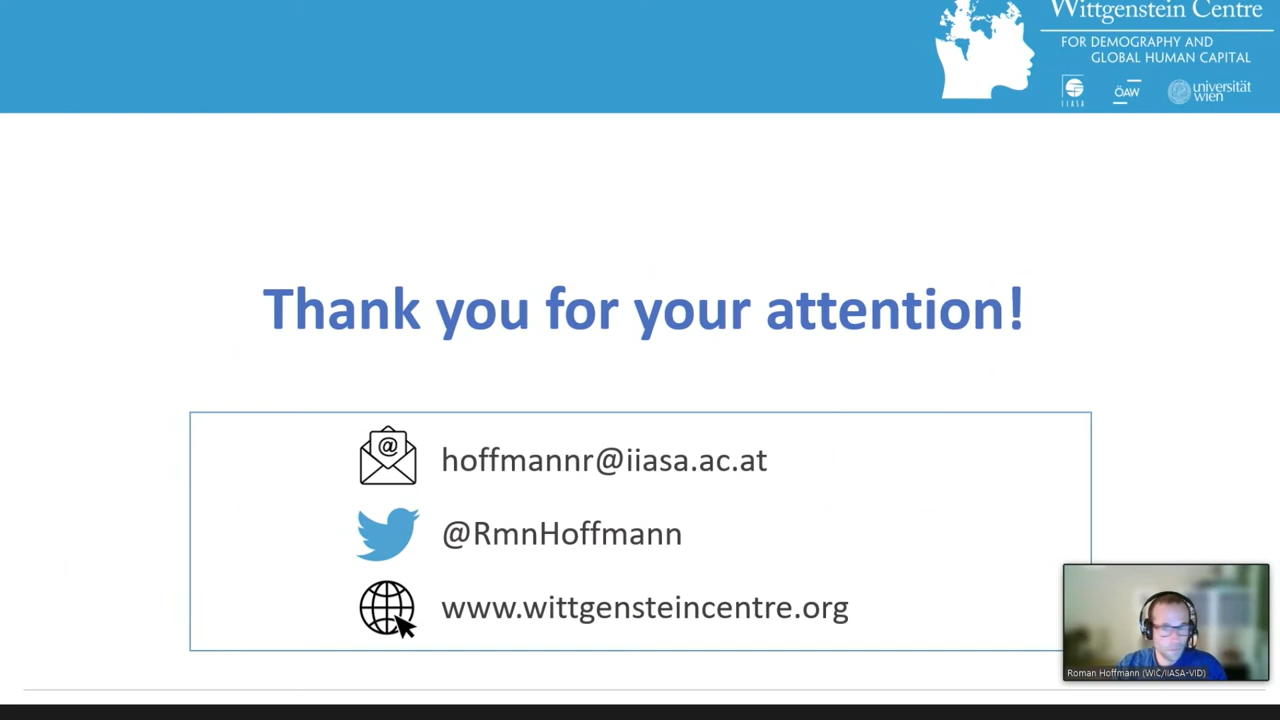 Wittgenstein Centre
FOR DEMOGRAPHY AND
GLOBAL HUMAN CAPITAL
IIASA
ÖAW
universität
wien
Thank you for your attention!
@
hoffmannr@iiasa.ac.at
@RmnHoffmann
www.wittgensteincentre.org
Roman Hoffmann (WIC/IIASA-VID)